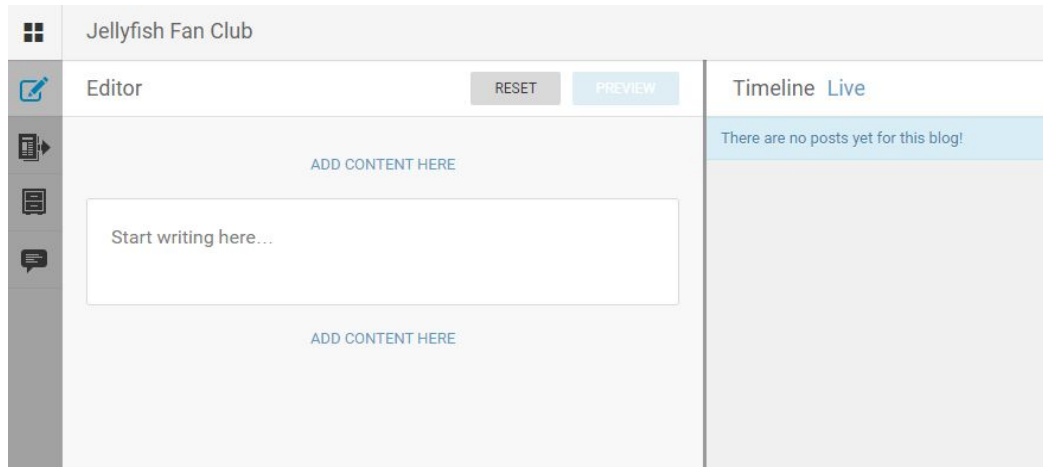 Jellyfish Fan Club
Editor
RESET
PREVIEW
Timeline Live
There are no posts yet for this blog!
ADD CONTENT HERE
Start writing here...
ADD CONTENT HERE